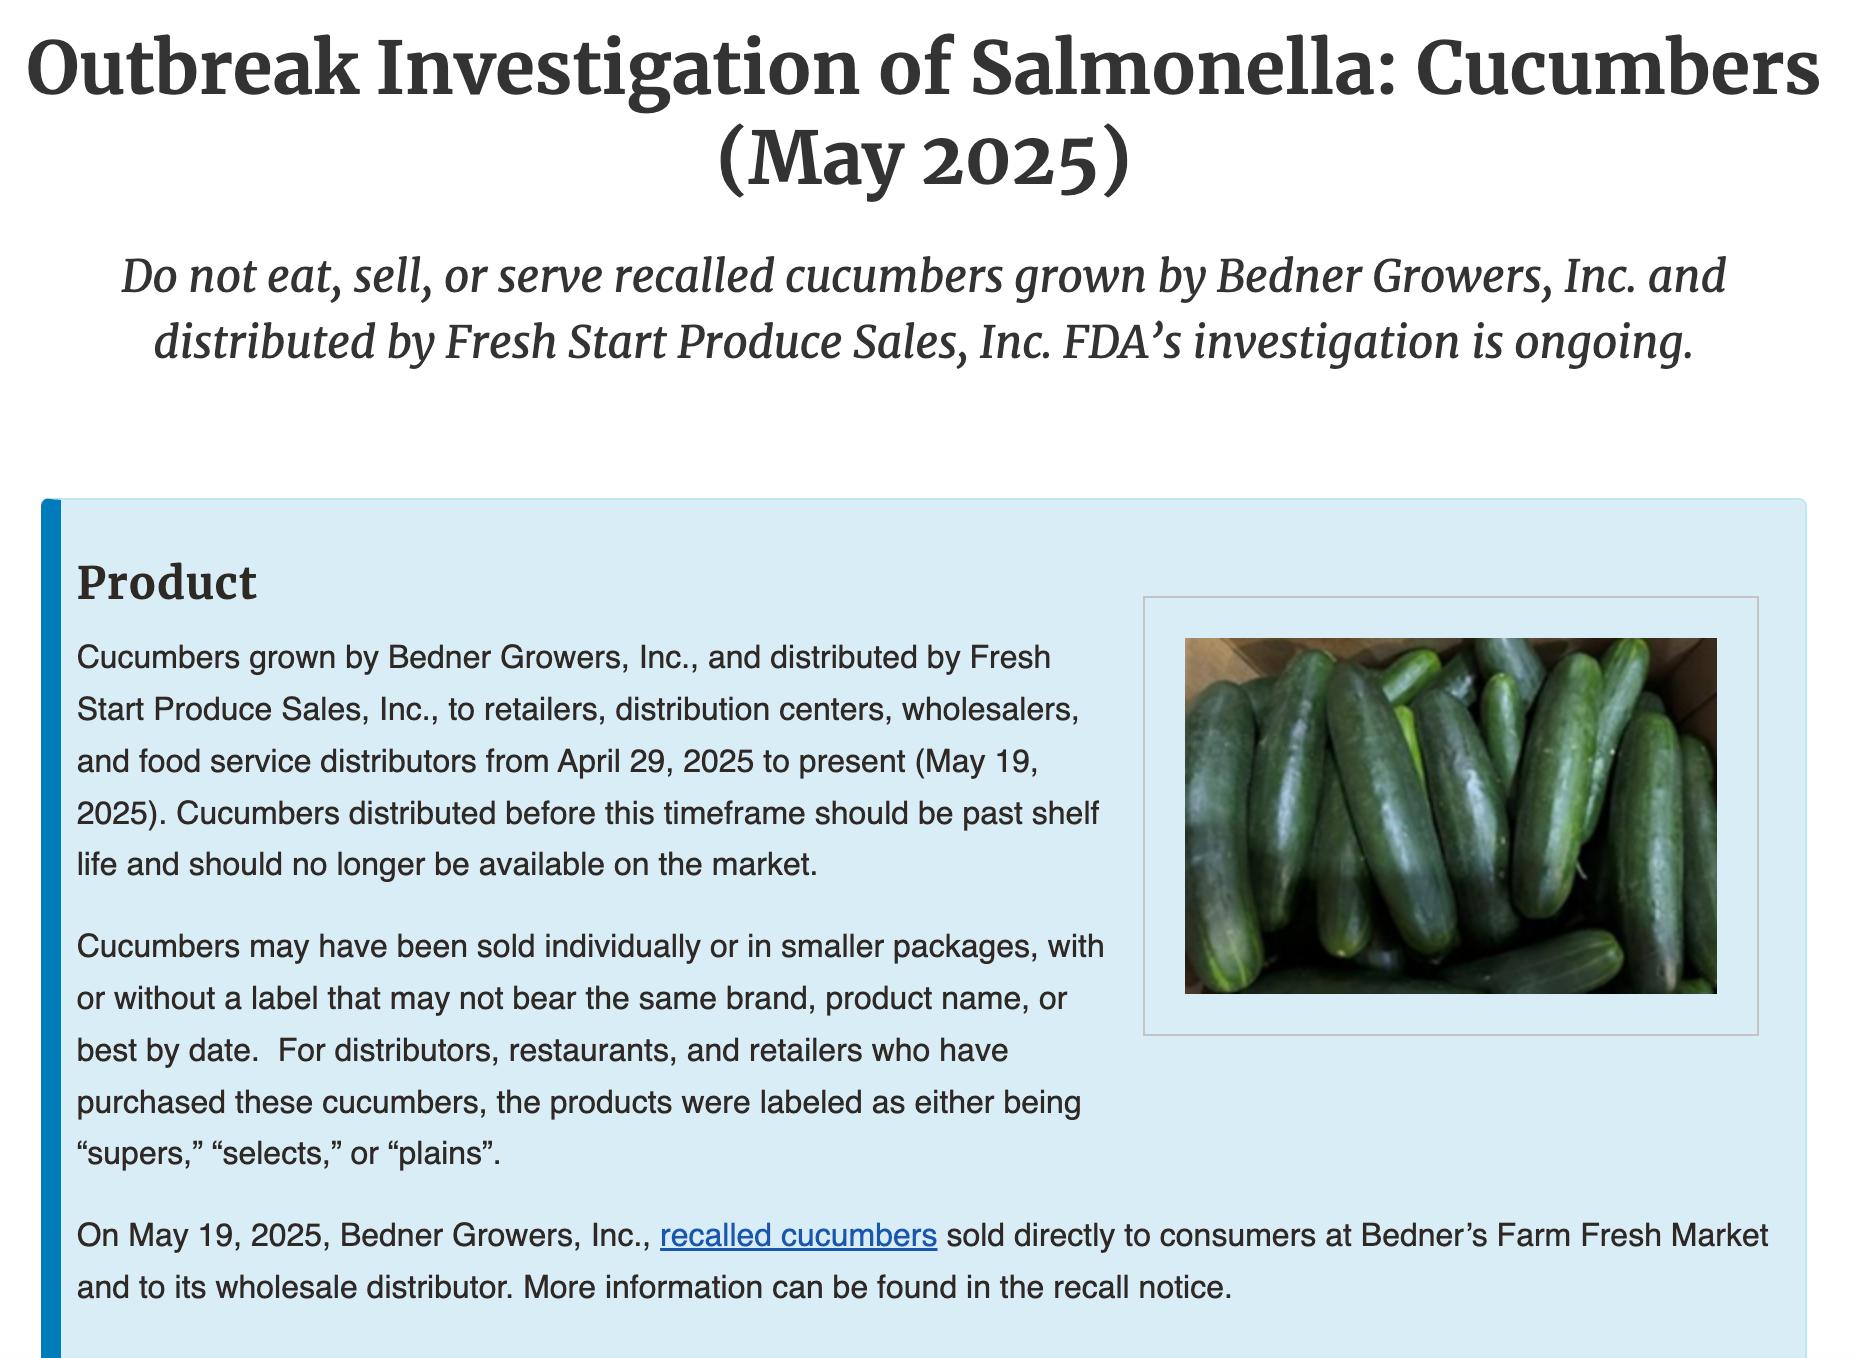 Outbreak Investigation of Salmonella: Cucumbers
(May 2025)
Do not eat, sell, or serve recalled cucumbers grown by Bedner Growers, Inc. and
distributed by Fresh Start Produce Sales, Inc. FDA’s investigation is ongoing.
Product
Cucumbers grown by Bedner Growers, Inc., and distributed by Fresh
Start Produce Sales, Inc., to retailers, distribution centers, wholesalers,
and food service distributors from April 29, 2025 to present (May 19,
2025). Cucumbers distributed before this timeframe should be past shelf
life and should no longer be available on the market.
Cucumbers may have been sold individually or in smaller packages, with
or without a label that may not bear the same brand, product name, or
best by date.  For distributors, restaurants, and retailers who have
purchased these cucumbers, the products were labeled as either being
“supers,” “selects,” or “plains”.
On May 19, 2025, Bedner Growers, Inc., recalled cucumbers sold directly to consumers at Bedner’s Farm Fresh Market
and to its wholesale distributor. More information can be found in the recall notice.